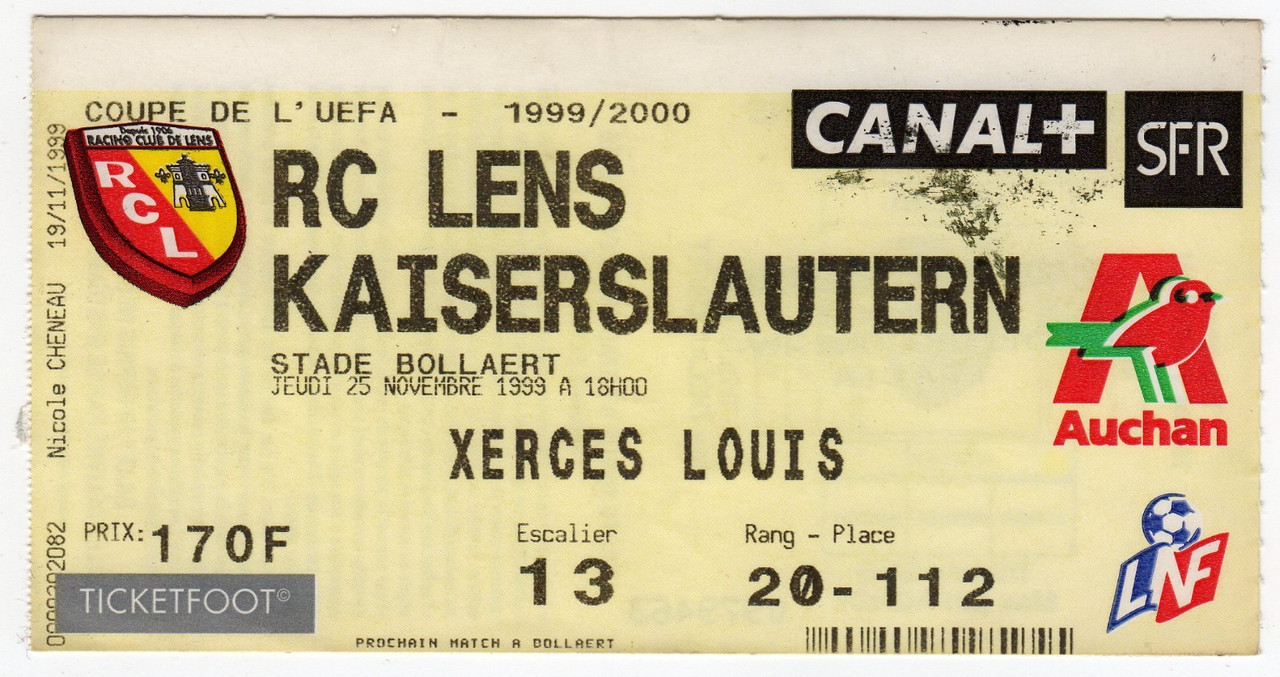 COUPE DE L'UEFA - 1999/2000
CANAL+
SFR
Depuis 1906
RACING CLUB DE LENS
RCL
RC LENS
KAISERSLAUTERN
STADE BOLLAERT
JEUDI 25 NOVEMBRE 1999 A 18H00
Auchan
XERCES LOUIS
PRIX: 170F
Escalier
13
Rang - Place
20-112
LNF
TICKETFOOT©
PROCHAIN MATCH A BOLLAERT
Nicole CHENEAU 19/11/1999